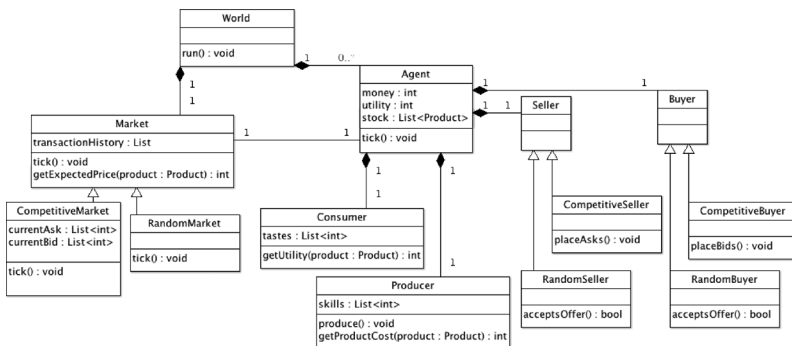 World
run() : void
1
0..*
1
1
Agent
money : int
utility : int
stock : List<Product>
tick() : void
1
1
1
1
Seller
Buyer
Market
transactionHistory : List
tick() : void
getExpectedPrice(product : Product) : int
1
1
1
1
1
1
CompetitiveMarket
currentAsk : List<int>
currentBid : List<int>
tick() : void
RandomMarket
tick() : void
Consumer
tastes : List<int>
getUtility(product : Product) : int
CompetitiveSeller
placeAsks() : void
CompetitiveBuyer
placeBids() : void
Producer
skills : List<int>
produce() : void
getProductCost(product : Product) : int
RandomSeller
acceptsOffer() : bool
RandomBuyer
acceptsOffer() : bool